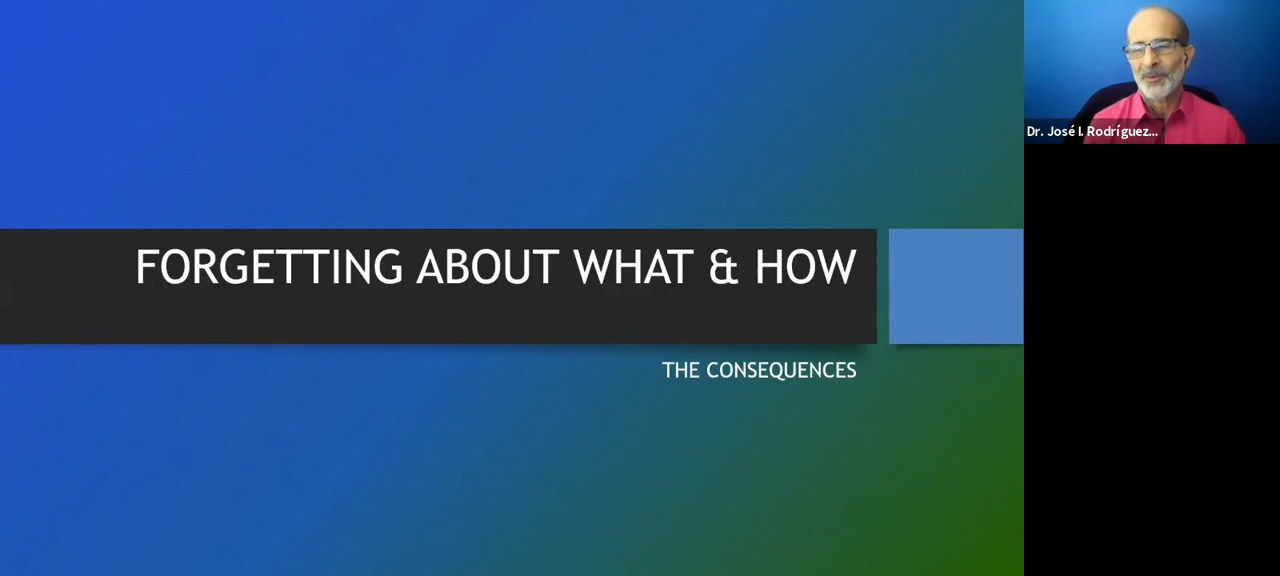 FORGETTING ABOUT WHAT & HOW
THE CONSEQUENCES
Dr. José I. Rodríguez...